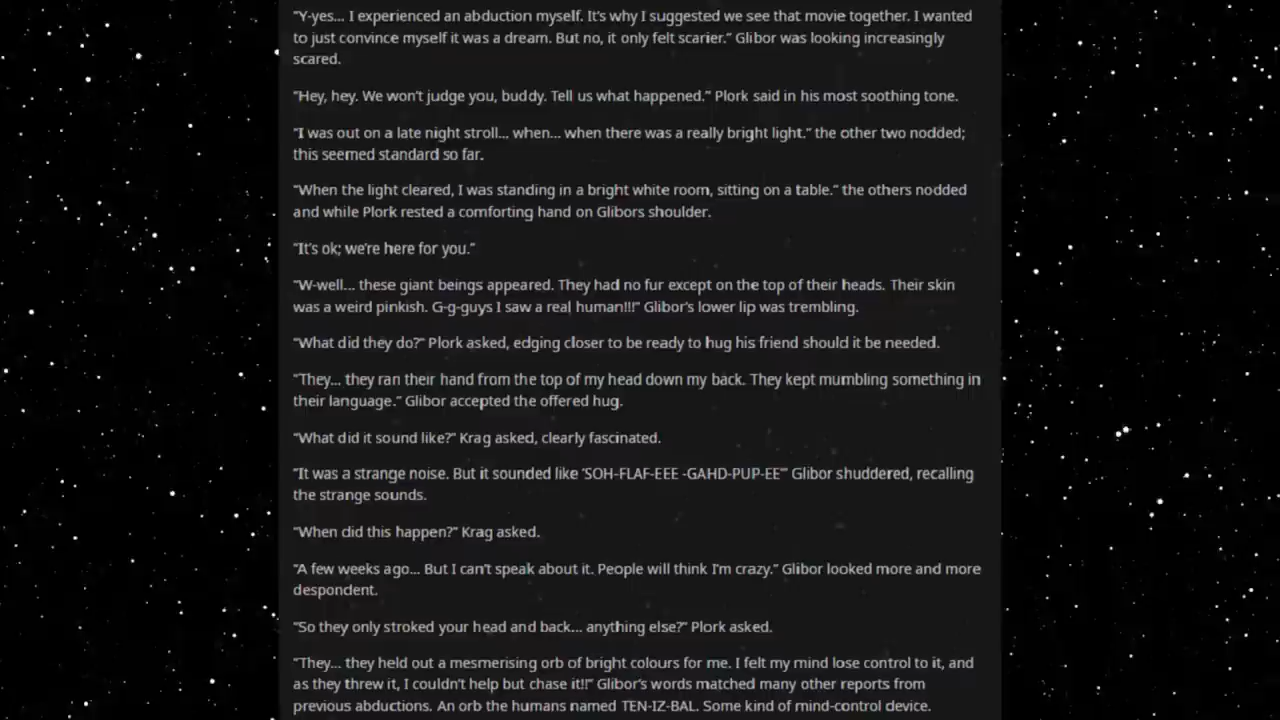 “Y-yes... I experienced an abduction myself. It’s why I suggested we see that movie together. I wanted
to just convince myself it was a dream. But no, it only felt scarier.” Glibor was looking increasingly
scared.
“Hey, hey. We won’t judge you, buddy. Tell us what happened.” Plork said in his most soothing tone.
“I was out on a late night stroll... when... when there was a really bright light.” the other two nodded;
this seemed standard so far.
“When the light cleared, I was standing in a bright white room, sitting on a table.” the others nodded
and while Plork rested a comforting hand on Glibors shoulder.
“It’s ok; we’re here for you.”
“W-well... these giant beings appeared. They had no fur except on the top of their heads. Their skin
was a weird pinkish. G-g-guys I saw a real human!!!” Glibor’s lower lip was trembling.
“What did they do?” Plork asked, edging closer to be ready to hug his friend should it be needed.
“They... they ran their hand from the top of my head down my back. They kept mumbling something in
their language.” Glibor accepted the offered hug.
“What did it sound like?” Krag asked, clearly fascinated.
“It was a strange noise. But it sounded like ‘SOH-FLAF-EEE -GAHD-PUP-EE’” Glibor shuddered, recalling
the strange sounds.
“When did this happen?” Krag asked.
“A few weeks ago... But I can’t speak about it. People will think I’m crazy.” Glibor looked more and more
despondent.
“So they only stroked your head and back... anything else?” Plork asked.
“They... they held out a mesmerising orb of bright colours for me. I felt my mind lose control to it, and
as they threw it, I couldn’t help but chase it!!” Glibor’s words matched many other reports from
previous abductions. An orb the humans named TEN-IZ-BAL. Some kind of mind-control device.